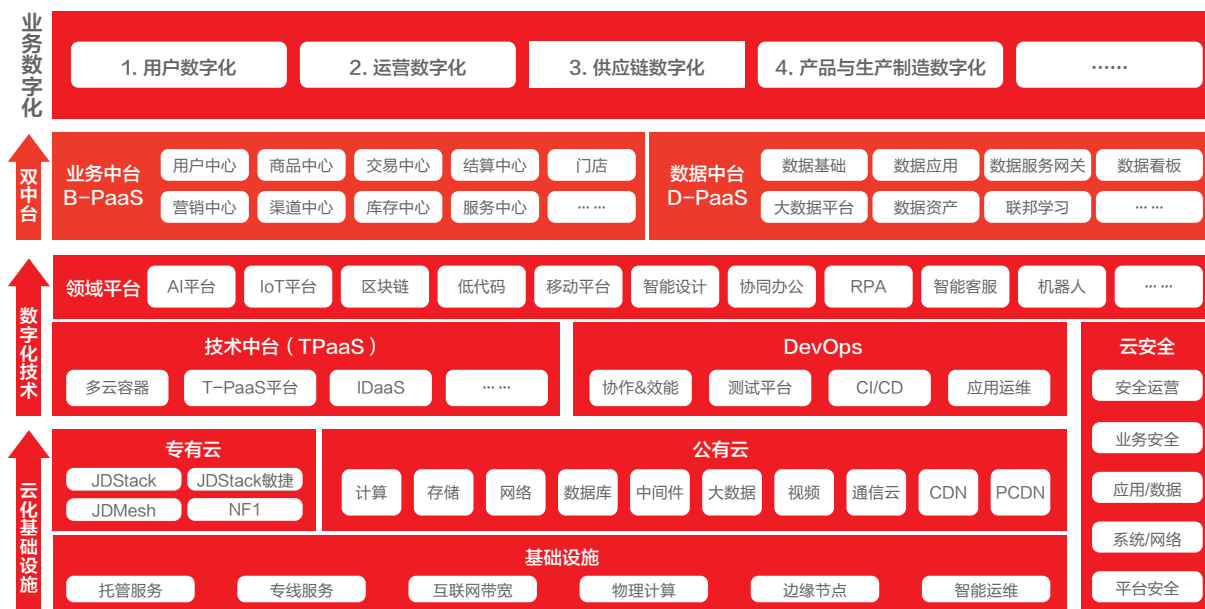 业务数字化
1. 用户数字化
2. 运营数字化
3. 供应链数字化
4. 产品与生产制造数字化
……
双中台
业务中台
B-PaaS
用户中心 商品中心 交易中心 结算中心 门店
营销中心 渠道中心 库存中心 服务中心 … …
数据中台
D-PaaS
数据基础 数据应用 数据服务网关 数据看板
大数据平台 数据资产 联邦学习 … …
数字化技术
领域平台 AI平台 IoT平台 区块链 低代码 移动平台 智能设计 协同办公 RPA 智能客服 机器人 … …
技术中台（TPaaS）
多云容器 T-PaaS平台 IDaaS … …
DevOps
协作&效能 测试平台 CI/CD 应用运维
云安全
安全运营
业务安全
应用/数据
系统/网络
平台安全
云化基础设施
专有云
JDStack JDStack敏捷
JDMesh NF1
公有云
计算 存储 网络 数据库 中间件 大数据 视频 通信云 CDN PCDN
基础设施
托管服务 专线服务 互联网带宽 物理计算 边缘节点 智能运维